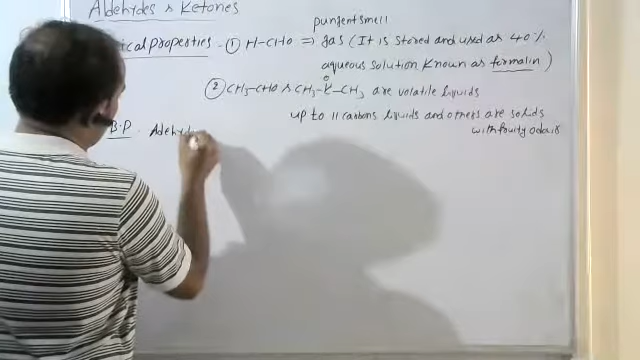 Aldehydes & Ketones
pungent smell
ical properties - ① H-CHO ⇒ gas (It is stored and used as 40%
aqueous solution known as formalin)
② CH3-CHO & CH3-C-CH3 are volatile liquids
O
up to 11 carbons liquids and others are solids
with fruity odour
B.P. Aldehyd